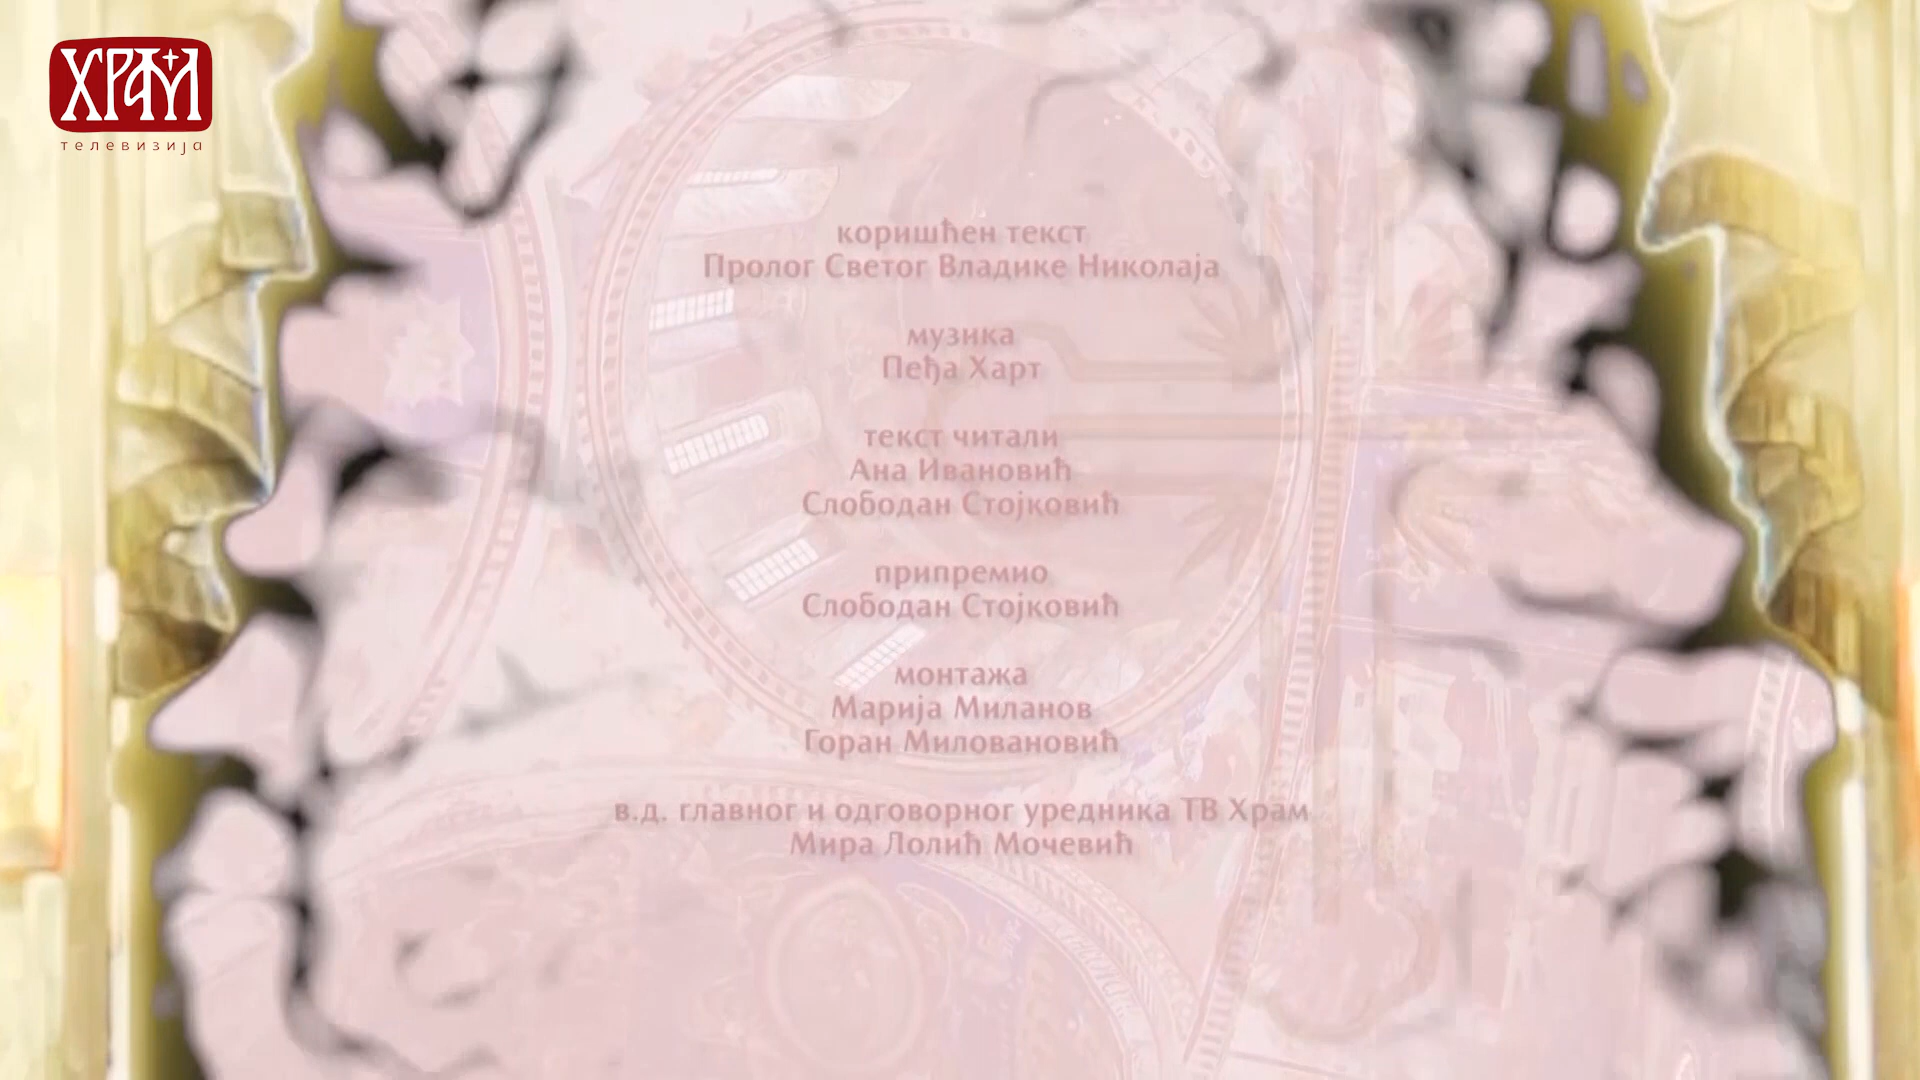 ХРАМ
телевизија
коришћен текст
Пролог Светог Владике Николаја
музика
Пеђа Харт
текст читали
Ана Ивановић
Слободан Стојковић
припремио
Слободан Стојковић
монтажа
Марија Миланов
Горан Миловановић
в.д. главног и одговорног уредника ТВ Храм
Мира Лолић Мочевић